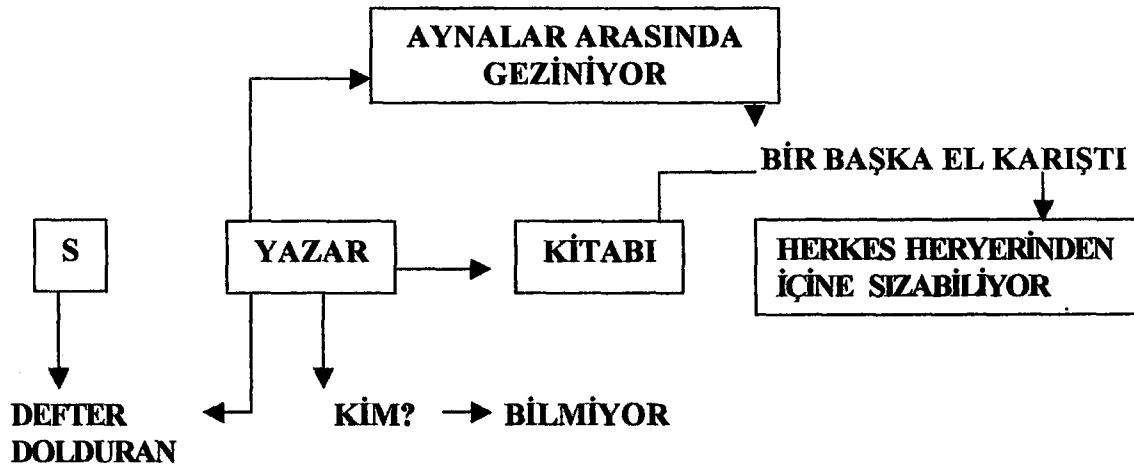 AYNALAR ARASINDA
GEZİNİYOR
BİR BAŞKA EL KARIŞTI
S
YAZAR
KİTABI
HERKES HERYERİNDEN
İÇİNE SIZABİLİYOR
DEFTER
DOLDURAN
KİM?
BİLMİYOR